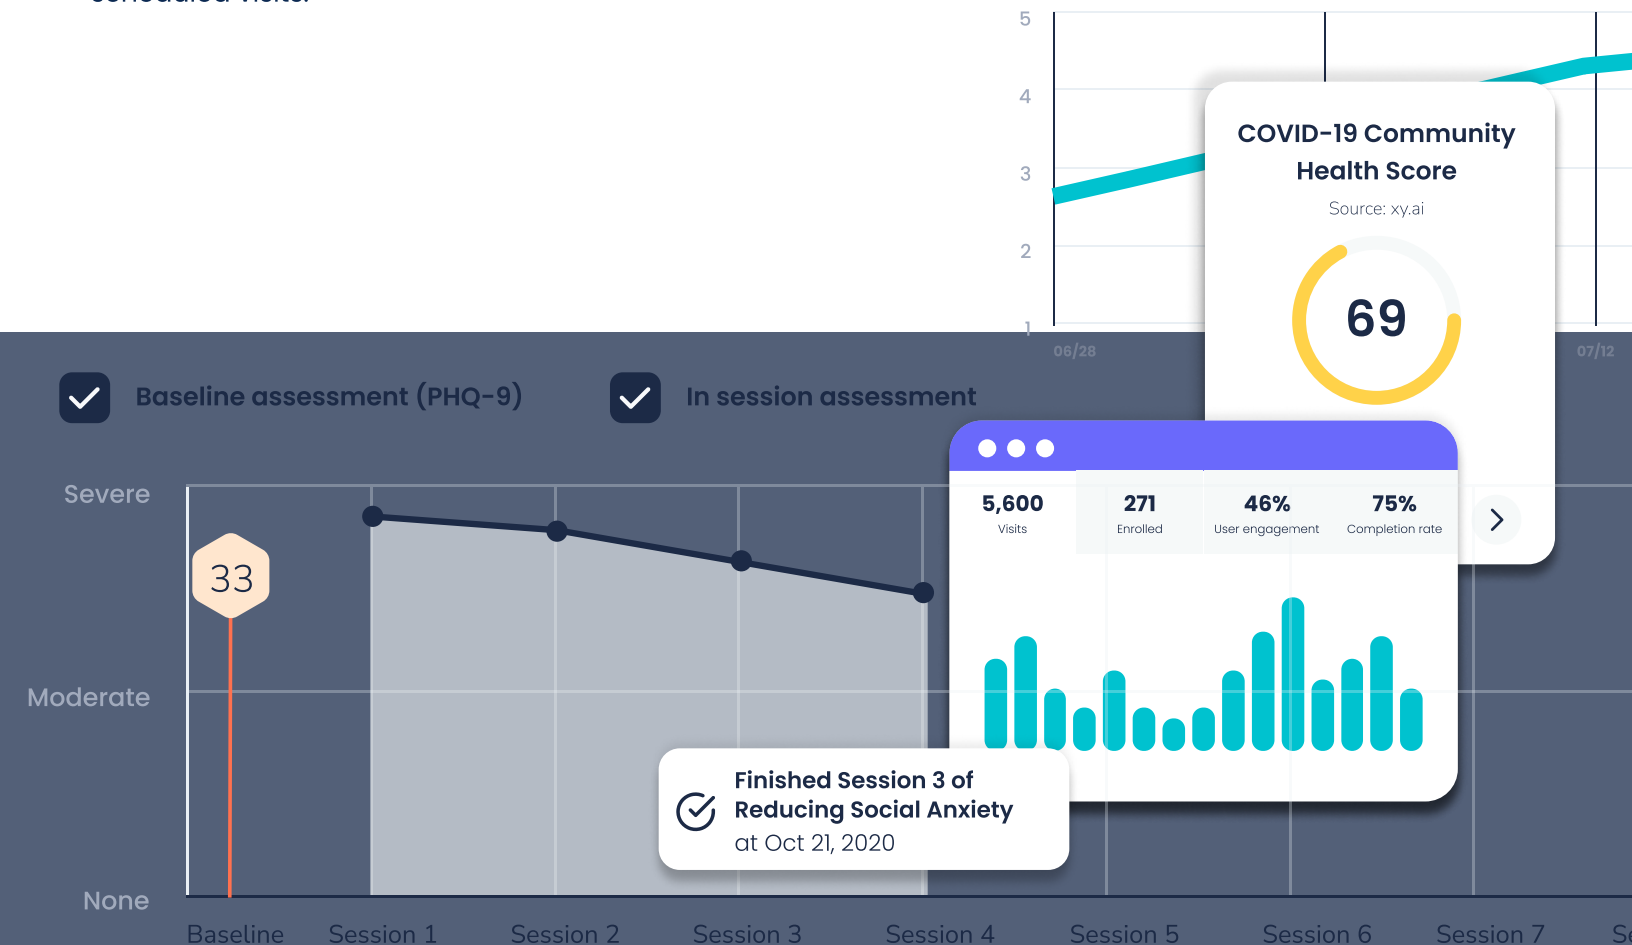 scheduled visits.
5
4
3
2
1
06/28
07/12
COVID-19 Community
Health Score
Source: xy.ai
69
Baseline assessment (PHQ-9)
In session assessment
5,600
Visits
271
Enrolled
46%
User engagement
75%
Completion rate
Severe
33
Moderate
None
Finished Session 3 of
Reducing Social Anxiety
at Oct 21, 2020
Baseline
Session 1
Session 2
Session 3
Session 4
Session 5
Session 6
Session 7